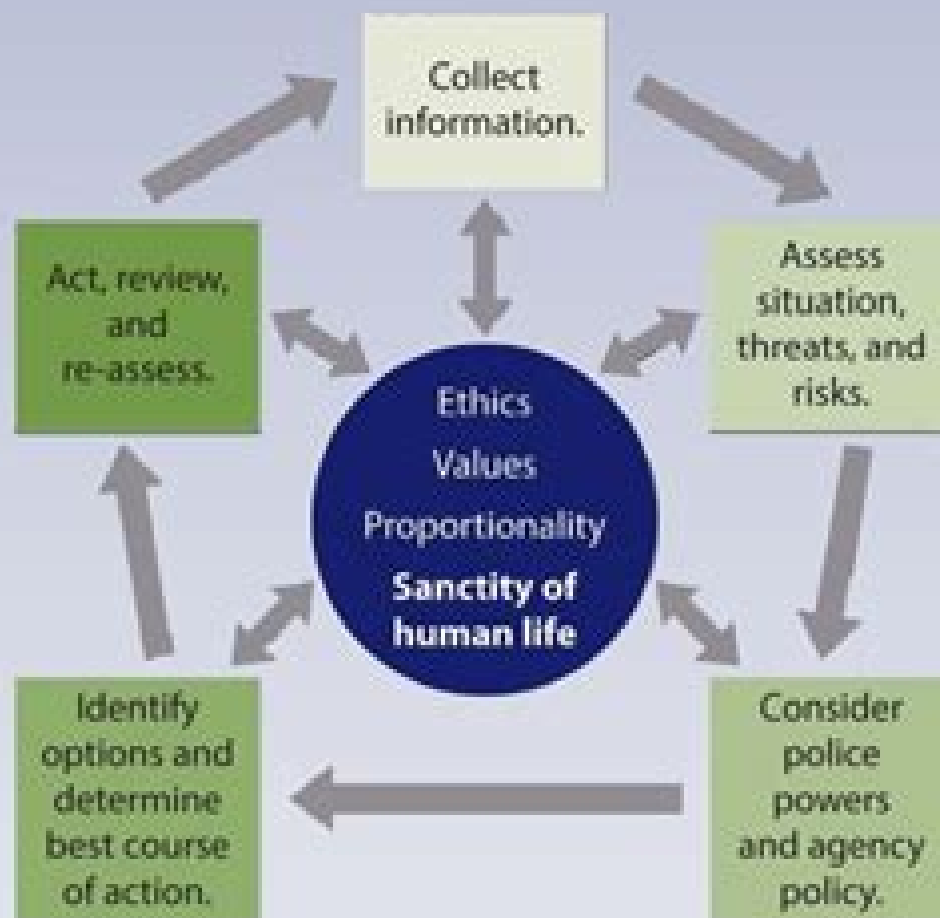 Collect
information.
Assess
situation,
threats, and
risks.
Consider
police
powers
and agency
policy.
Identify
options and
determine
best course
of action.
Act, review,
and
re-assess.
Ethics
Values
Proportionality
Sanctity of
human life